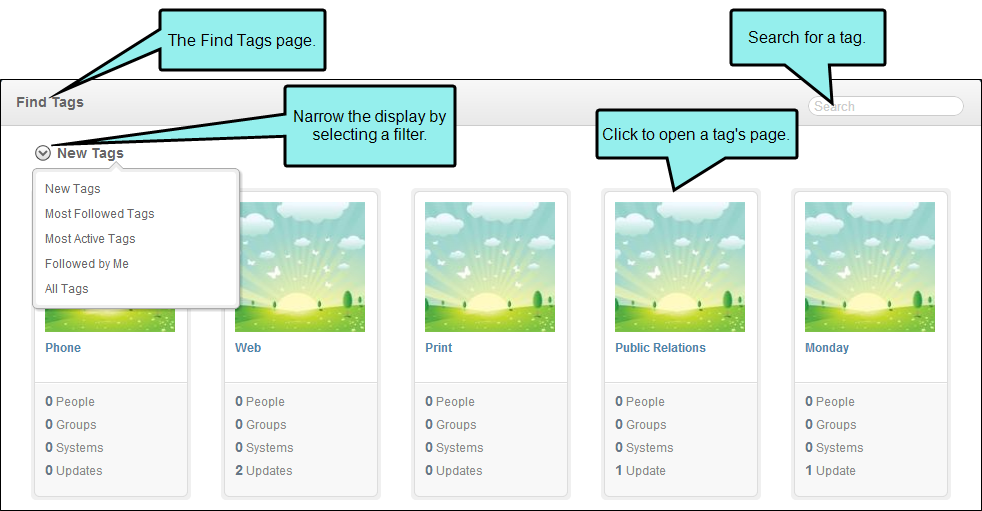 The Find Tags page.
Search for a tag.
Find Tags
Search
Narrow the display by
selecting a filter.
Click to open a tag's page.
New Tags
New Tags
Most Followed Tags
Most Active Tags
Followed by Me
All Tags
Phone
0 People
0 Groups
0 Systems
0 Updates
Web
0 People
0 Groups
0 Systems
2 Updates
Print
0 People
0 Groups
0 Systems
0 Updates
Public Relations
0 People
0 Groups
0 Systems
1 Update
Monday
0 People
0 Groups
0 Systems
1 Update